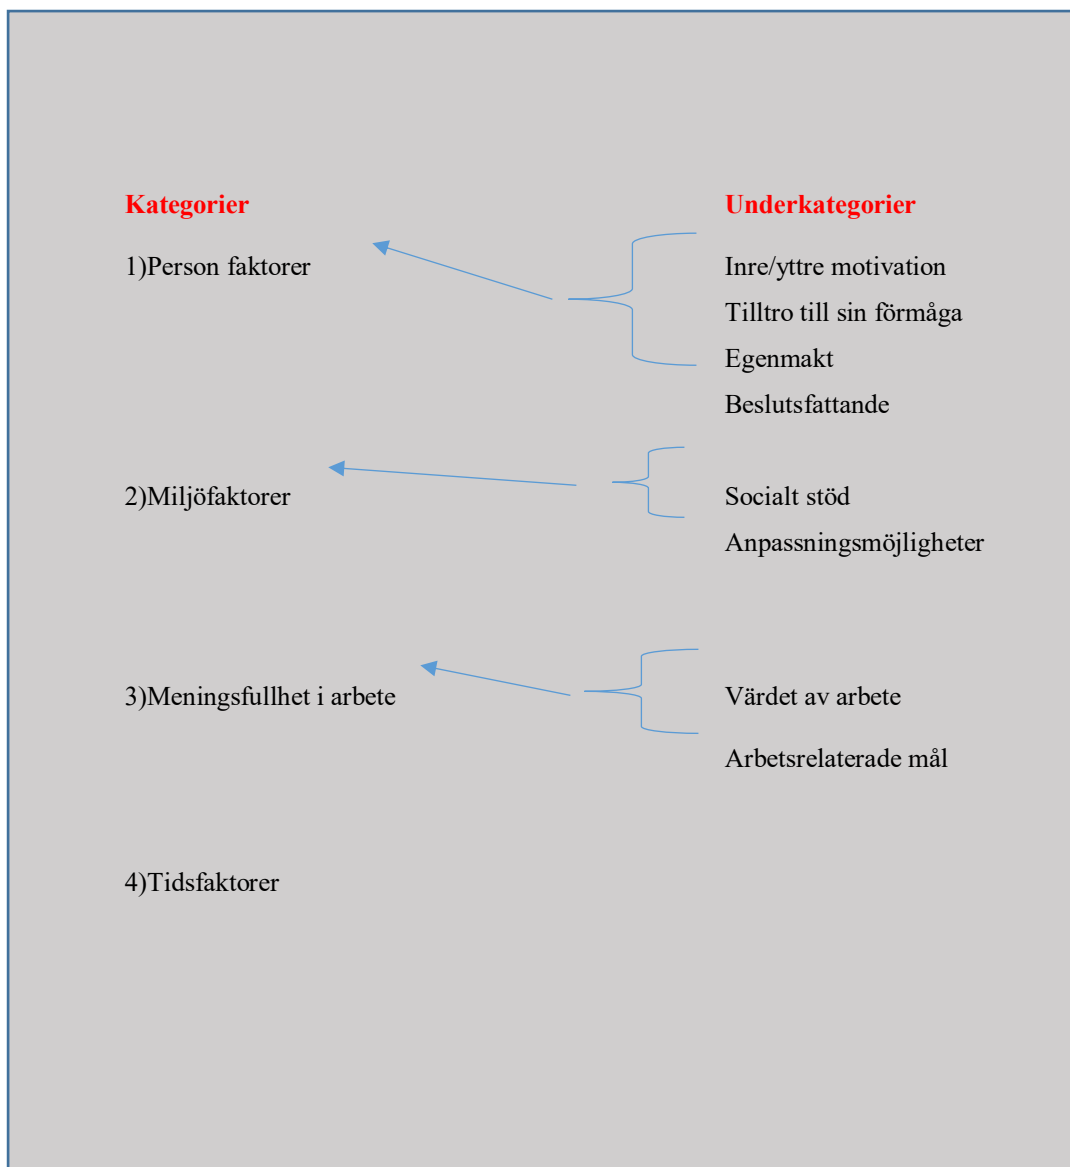 Kategorier Underkategorier
1)Person faktorer Inre/yttre motivation
Tilltro till sin förmåga
Egenmakt
Beslutsfattande
2)Miljöfaktorer Socialt stöd
Anpassningsmöjligheter
3)Meningsfullhet i arbete Värdet av arbete
Arbetsrelaterade mål
4)Tidsfaktorer